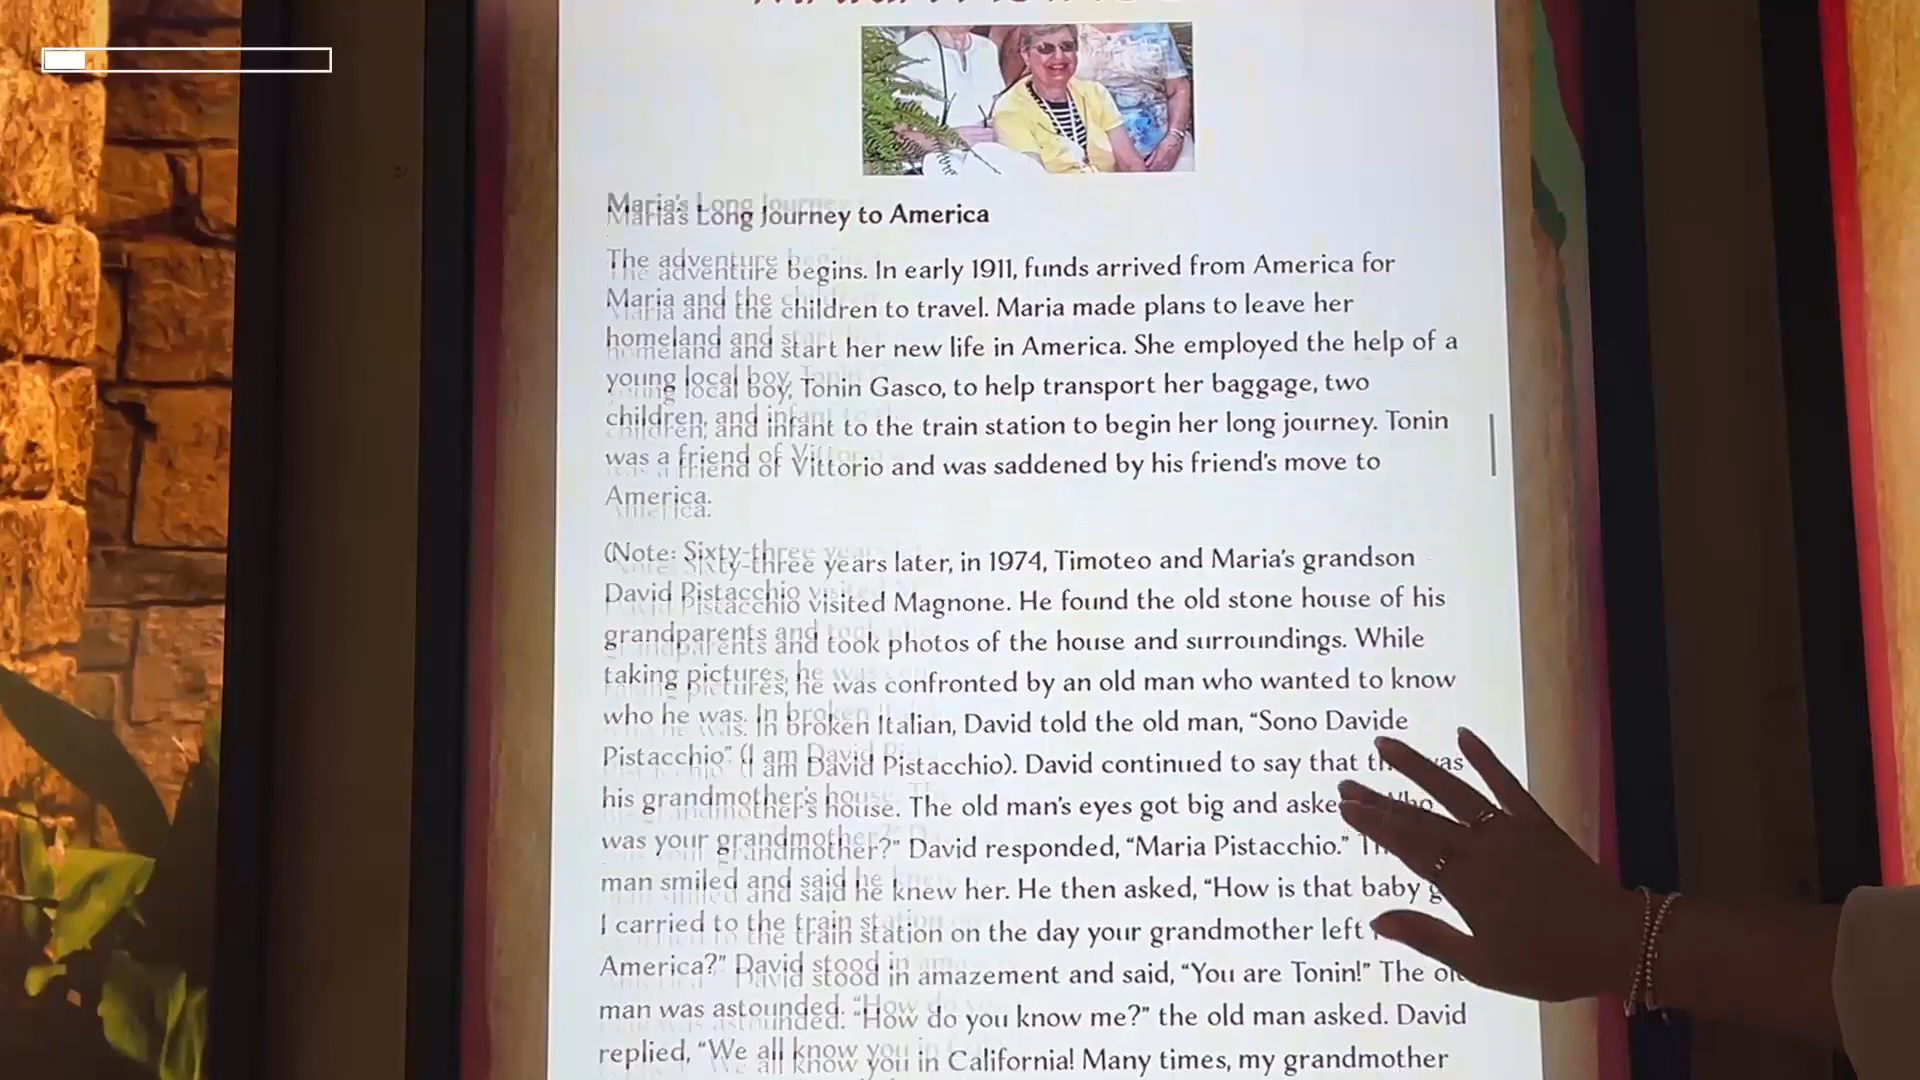 Maria's Long Journey to America
The adventure begins. In early 1911, funds arrived from America for
Maria and the children to travel. Maria made plans to leave her
homeland and start her new life in America. She employed the help of a
young local boy, Tonin Gasco, to help transport her baggage, two
children, and infant to the train station to begin her long journey. Tonin
was a friend of Vittorio and was saddened by his friend's move to
America.
(Note: Sixty-three years later, in 1974, Timoteo and Maria's grandson
David Pistacchio visited Magnone. He found the old stone house of his
grandparents and took photos of the house and surroundings. While
taking pictures, he was confronted by an old man who wanted to know
who he was. In broken Italian, David told the old man, “Sono Davide
Pistacchio” (I am David Pistacchio). David continued to say that
his grandmother's house. The old man's eyes got big and
was your grandmother?” David responded, “Maria Pistacchio.”
man smiled and said he knew her. He then asked, “How is that baby
I carried to the train station on the day your grandmother left
America?” David stood in amazement and said, “You are Tonin!” The
man was astounded. “How do you know me?” the old man asked. David
replied, “We all know you in California! Many times, my grandmother